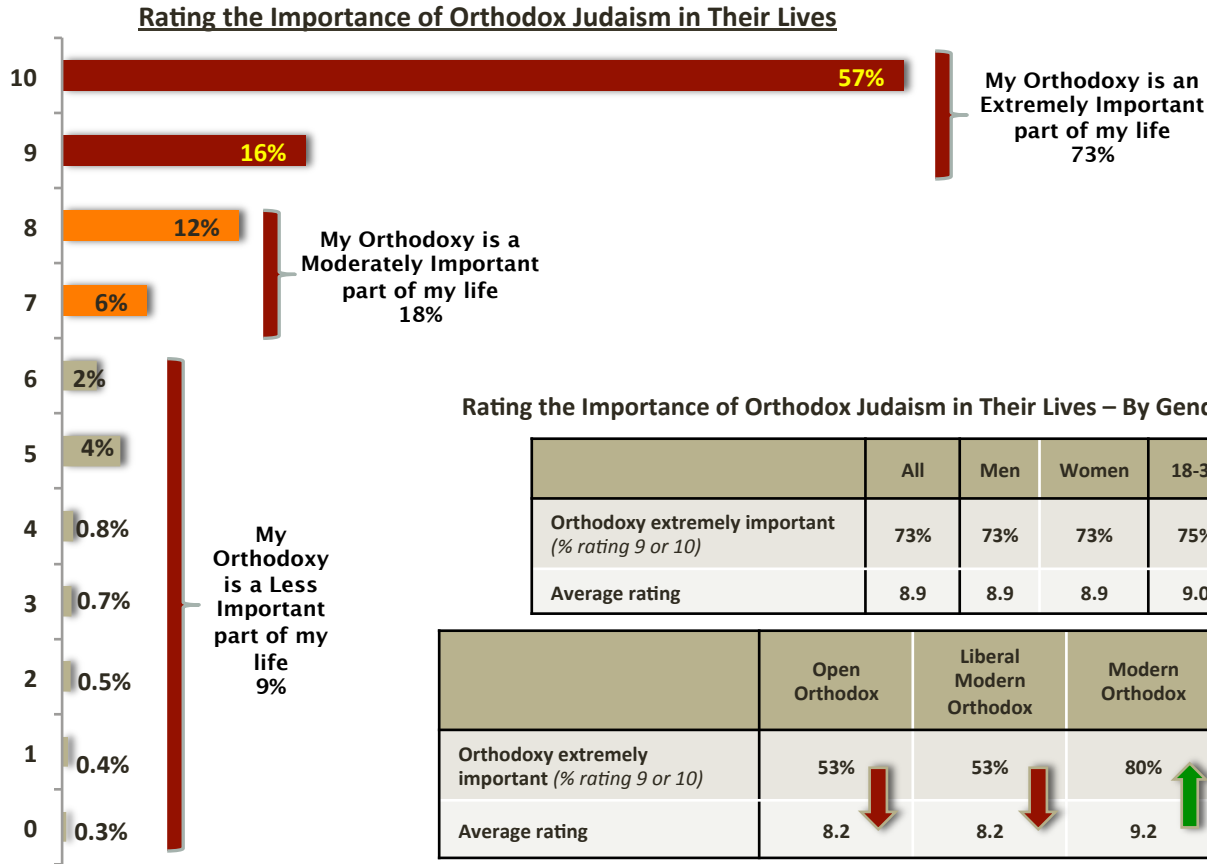 Rating the Importance of Orthodox Judaism in Their Lives
10
57%
My Orthodoxy is an
Extremely Important
part of my life
73%
9
16%
8
12%
My Orthodoxy is a
Moderately Important
part of my life
18%
7
6%
6
2%
5
4%
4
0.8%
3
0.7%
2
0.5%
1
0.4%
0
0.3%
My
Orthodoxy
is a Less
Important
part of my
life
9%
Rating the Importance of Orthodox Judaism in Their Lives – By
All Men Women
Orthodoxy extremely important
(% rating 9 or 10) 73% 73% 73% 75%
Average rating 8.9 8.9 8.9 9.0
Open
Orthodox
Liberal
Modern
Orthodox
Modern
Orthodox
Orthodoxy extremely
important (% rating 9 or 10) 53% 53% 80%
Average rating 8.2 8.2 9.2